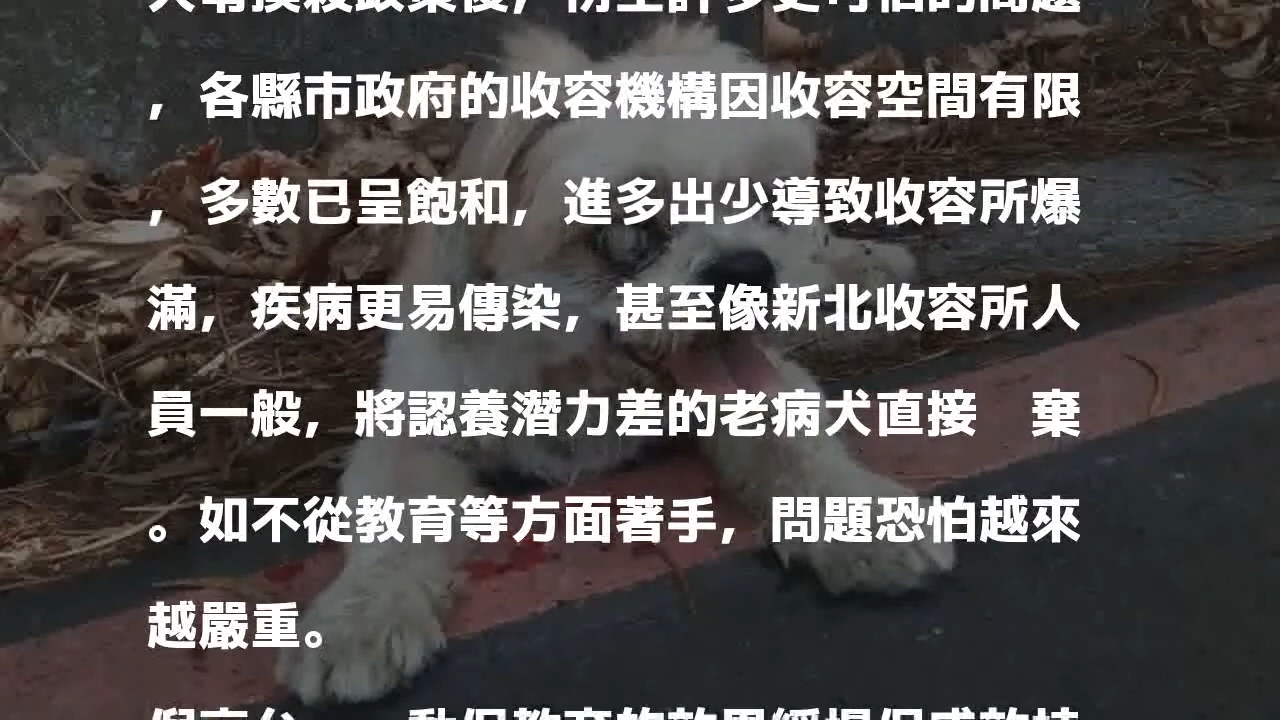 ，各縣市政府的收容機構因收容空間有限
，多數已呈飽和，進多出少導致收容所爆
滿，疾病更易傳染，甚至像新北收容所人
員一般，將認養潛力差的老病犬直接　棄
。如不從教育等方面著手，問題恐怕越來
越嚴重。